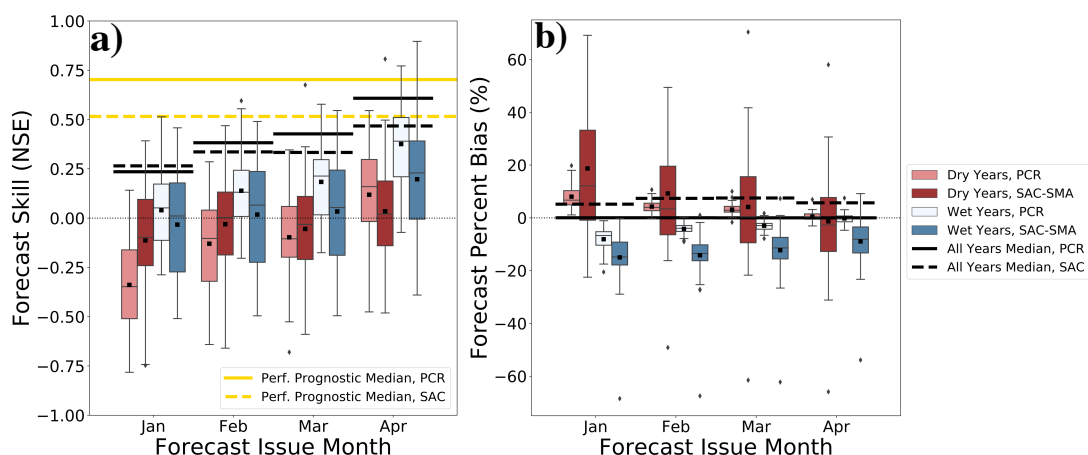 a)
Forecast Skill (NSE)
1.00
0.75
0.50
0.25
0.00
−0.25
−0.50
−0.75
−1.00
Perf. Prognostic Median, PCR
Perf. Prognostic Median, SAC
Jan Feb Mar Apr
Forecast Issue Month
b)
Forecast Percent Bias (%)
60
40
20
0
−20
−40
−60
Jan Feb Mar Apr
Forecast Issue Month
Dry Years, PCR
Dry Years, SAC-SMA
Wet Years, PCR
Wet Years, SAC-SMA
All Years Median, PCR
All Years Median, SAC